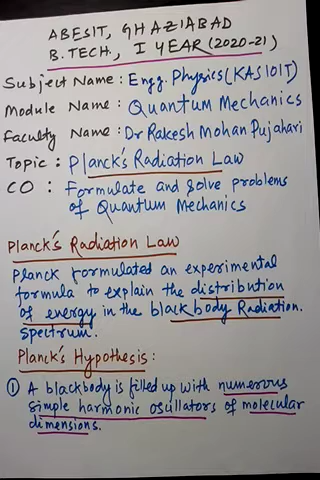 ABESIT, GHAZIABAD
B.TECH., I YEAR (2020-21)
Subject Name: Engg. Physics (KAS101T)
Module Name: Quantum Mechanics
Faculty Name: Dr Rakesh Mohan Pujahari
Topic: Planck's Radiation Law
CO: Formulate and solve problems
of Quantum Mechanics
Planck's Radiation Law
Planck formulated an experimental
formula to explain the distribution
of energy in the blackbody Radiation.
spectrum.
Planck's Hypothesis:
① A blackbody is filled up with numerous
simple harmonic oscillators of molecular
dimensions.